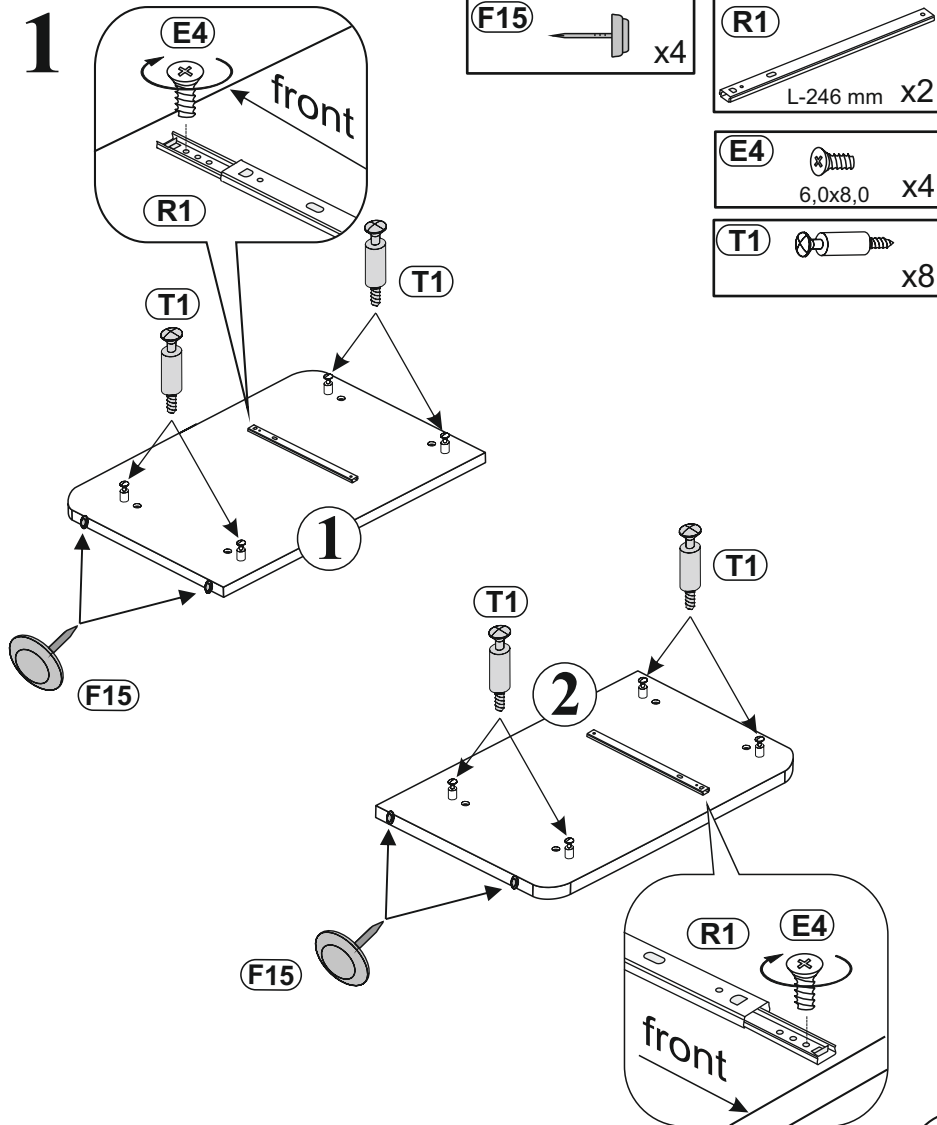 1
E4
front
R1
F15
x4
R1
L-246 mm x2
E4
6,0x8,0 x4
T1
x8
T1
T1
1
F15
T1
T1
2
F15
R1
E4
front